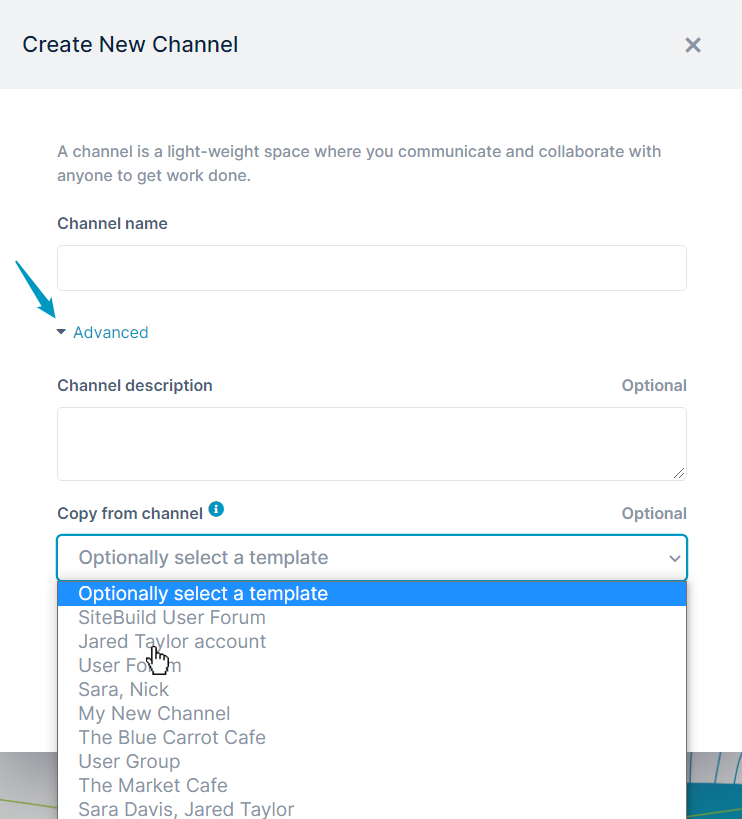 Create New Channel
A channel is a light-weight space where you communicate and collaborate with
anyone to get work done.
Channel name
Advanced
Channel description Optional
Copy from channel Optional
Optionally select a template
Optionally select a template
SiteBuild User Forum
Jared Taylor account
User Forum
Sara, Nick
My New Channel
The Blue Carrot Cafe
User Group
The Market Cafe
Sara Davis, Jared Taylor